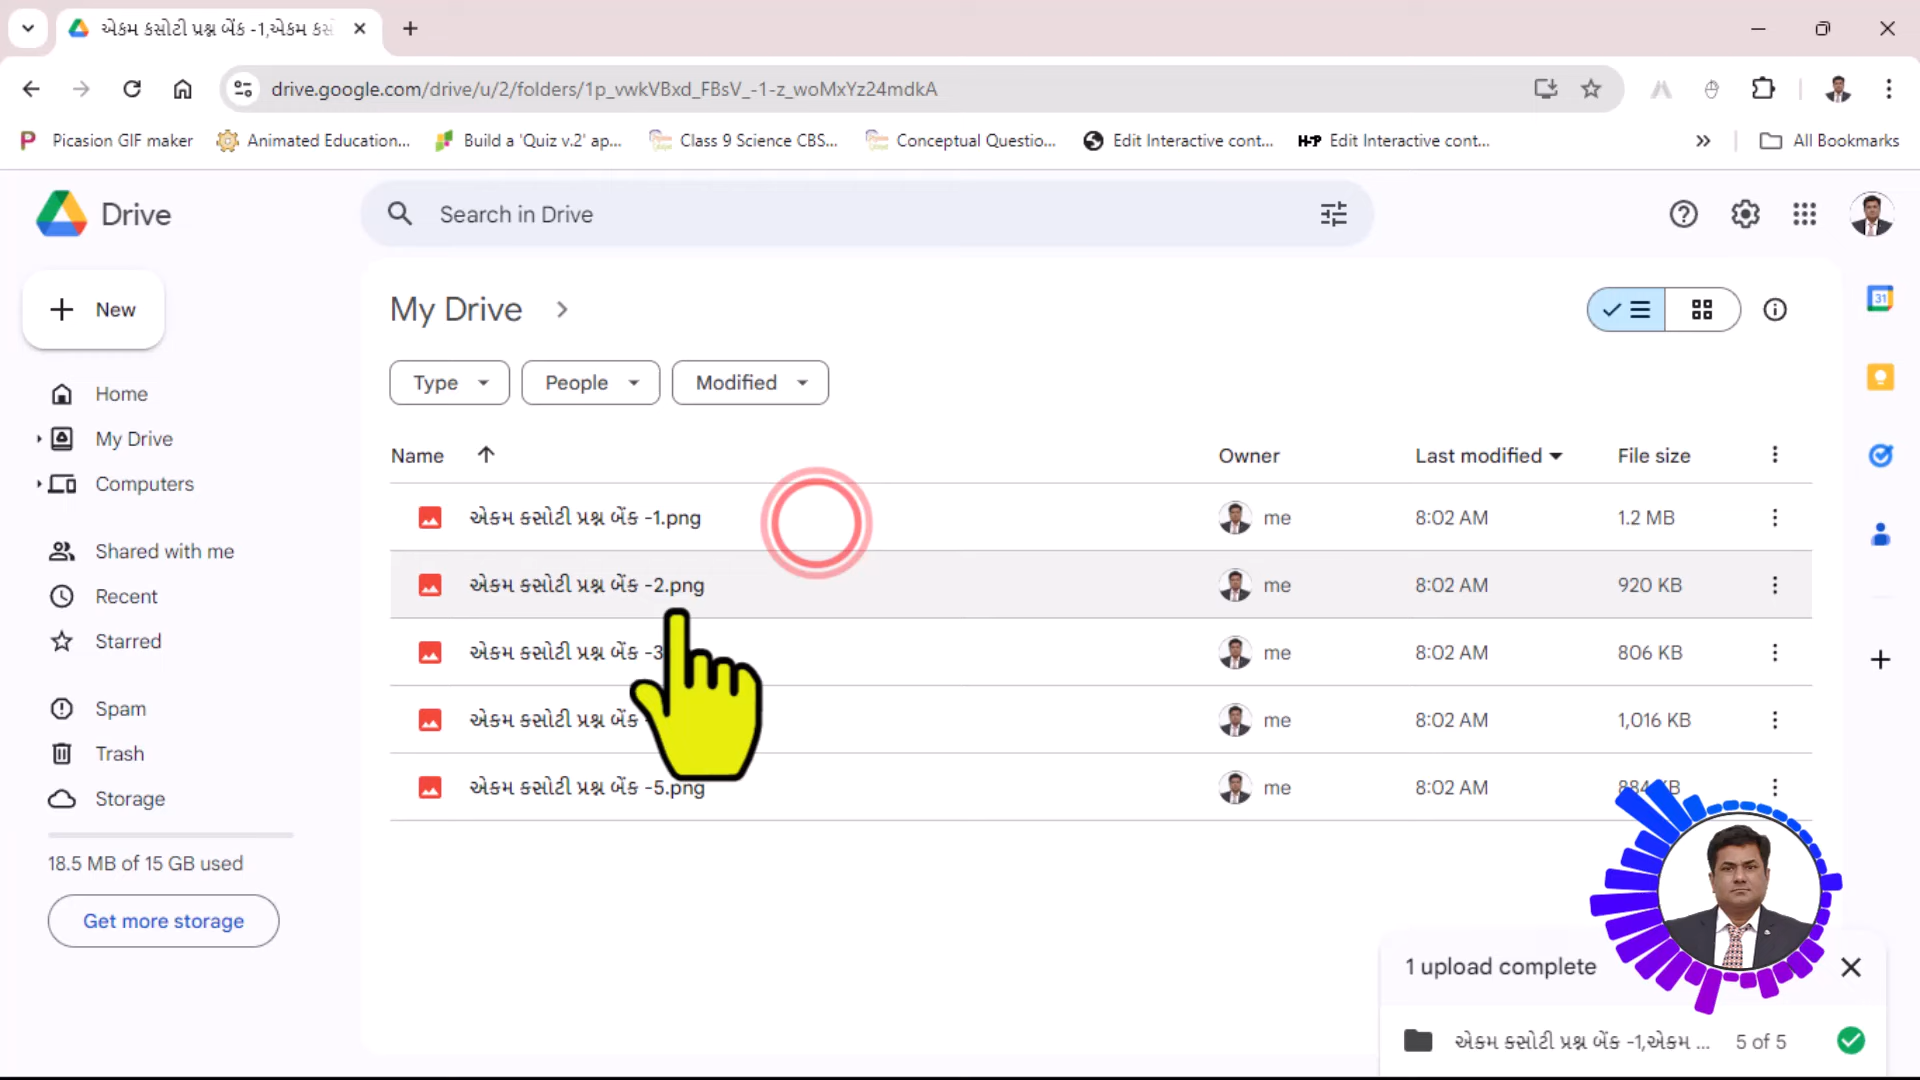 એકમ કસોટી પ્રશ્ન બેંક -1,એકમ કસ
drive.google.com/drive/u/2/folders/1p_vwkVBxd_FBsV_-1-z_woMxYz24mdkA
Picasion GIF maker
Animated Education...
Build a 'Quiz v.2' ap...
Class 9 Science CBS...
Conceptual Questio...
Edit Interactive cont...
H-P Edit Interactive cont...
All Bookmarks
Drive
Search in Drive
New
My Drive
Type
People
Modified
Home
My Drive
Computers
Shared with me
Recent
Starred
Spam
Trash
Storage
18.5 MB of 15 GB used
Get more storage
Name Owner Last modified File size
એકમ કસોટી પ્રશ્ન બેંક -1.png me 8:02 AM 1.2 MB
એકમ કસોટી પ્રશ્ન બેંક -2.png me 8:02 AM 920 KB
એકમ કસોટી પ્રશ્ન બેંક -3 me 8:02 AM 806 KB
એકમ કસોટી પ્રશ્ન બેંક me 8:02 AM 1,016 KB
એકમ કસોટી પ્રશ્ન બેંક -5.png me 8:02 AM 884 KB
31
1 upload complete
એકમ કસોટી પ્રશ્ન બેંક -1,એકમ ... 5 of 5